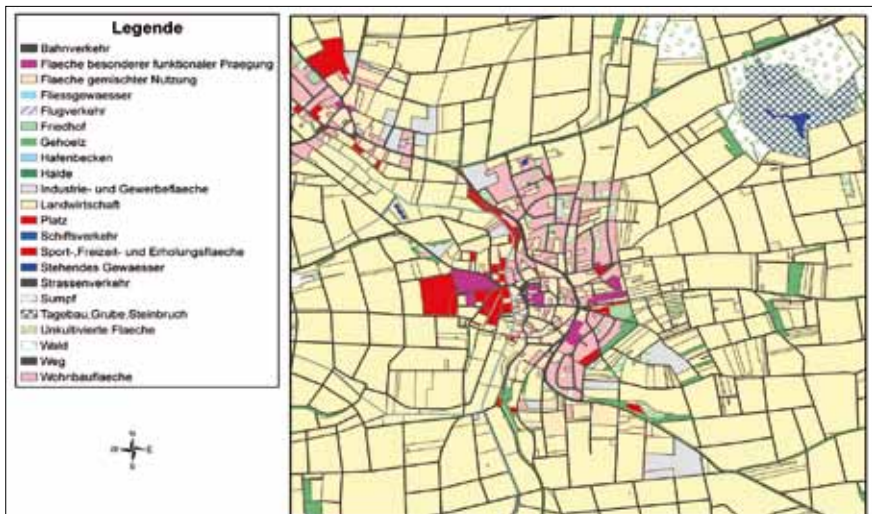 Legende
Bahnverkehr
Flaeche besonderer funktionaler Praegung
Flaeche gemischter Nutzung
Fliessgewaesser
Flugverkehr
Friedhof
Gehoelz
Hafenbecken
Halde
Industrie- und Gewerbeflaeche
Landwirtschaft
Platz
Schiffsverkehr
Sport-,Freizeit- und Erholungsflaeche
Stehendes Gewaesser
Strassenverkehr
Sumpf
Tagebau,Grube,Steinbruch
Unkultivierte Flaeche
Wald
Weg
Wohnbauflaeche
N
W
E
S